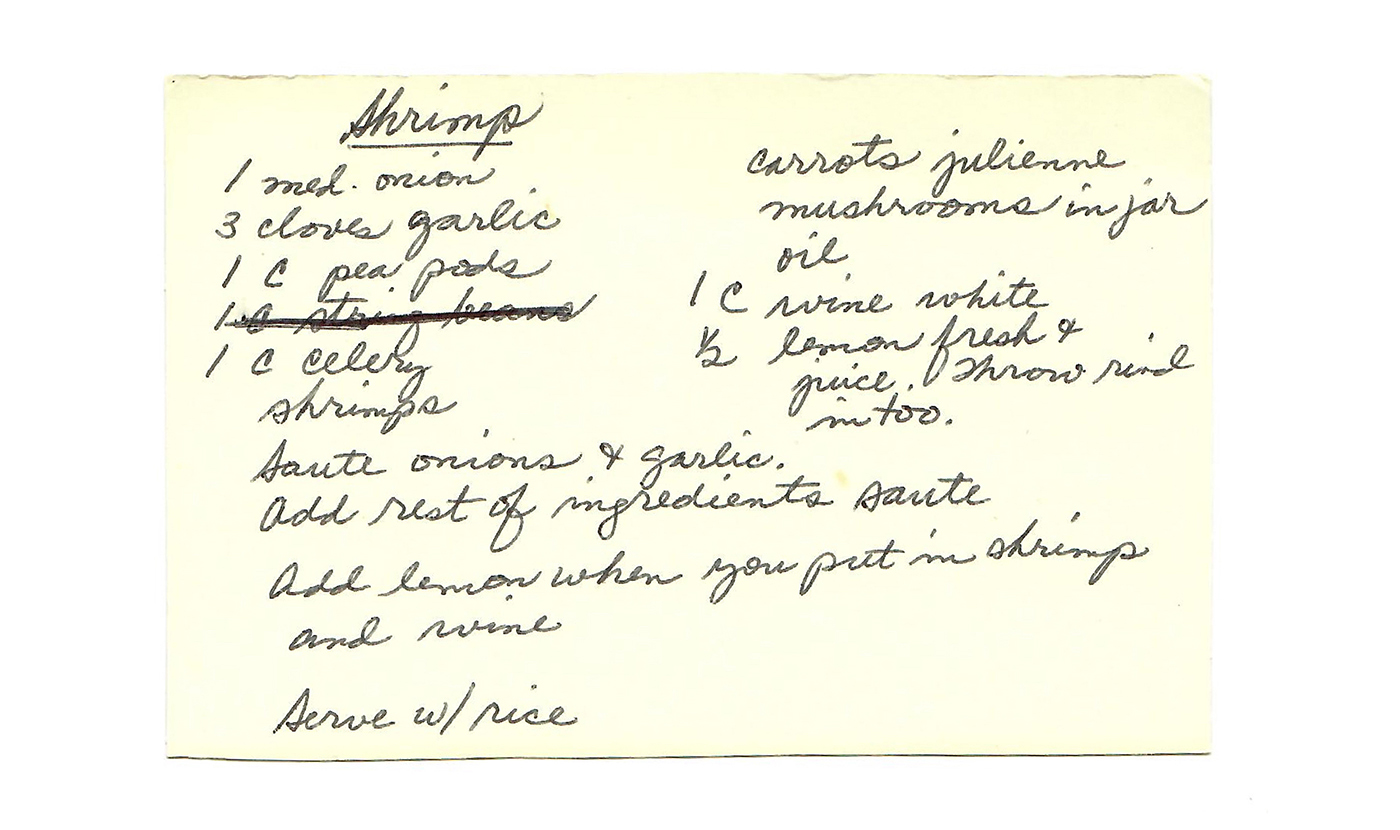 Shrimp
1 med. onion
3 cloves garlic
1 C pea pods
1 C string beans
1 C celery
shrimps
carrots julienne
mushrooms in jar
oil
1 C wine white
½ lemon fresh &
juice. Throw rind
in too.
Saute onions & garlic.
Add rest of ingredients saute
Add lemon when you put in shrimp
and wine
Serve w/ rice